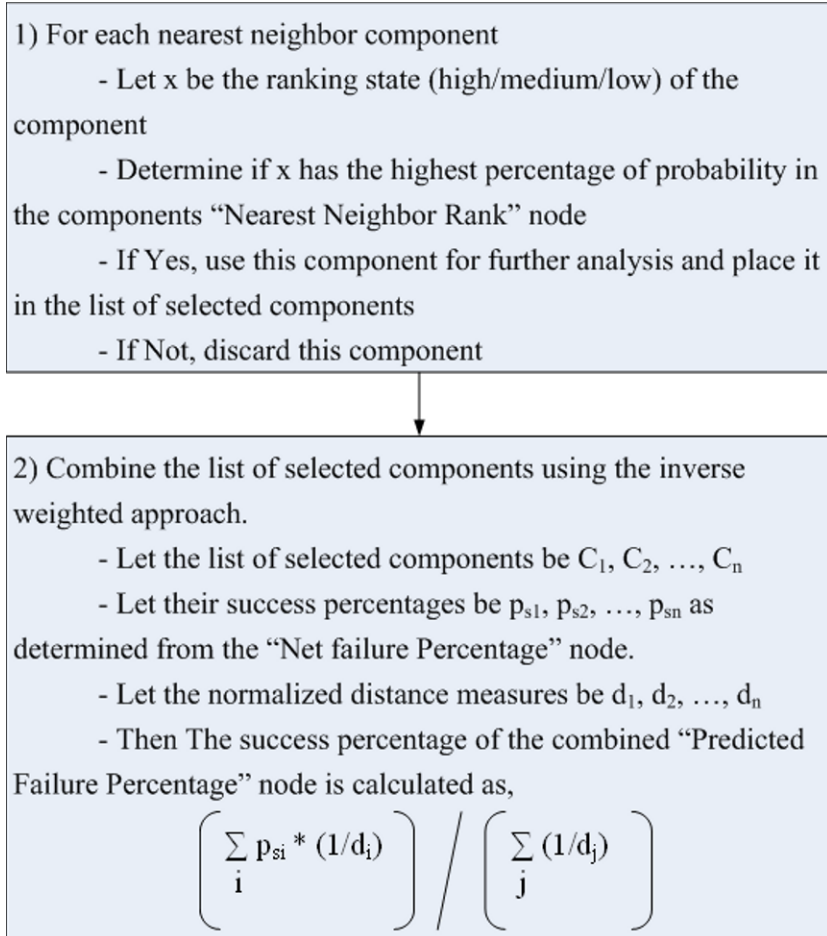 1) For each nearest neighbor component
- Let x be the ranking state (high/medium/low) of the
component
- Determine if x has the highest percentage of probability in
the components “Nearest Neighbor Rank” node
- If Yes, use this component for further analysis and place it
in the list of selected components
- If Not, discard this component
2) Combine the list of selected components using the inverse
weighted approach.
- Let the list of selected components be C₁, C₂, …, Cₙ
- Let their success percentages be pₛ₁, pₛ₂, …, pₛₙ as
determined from the “Net failure Percentage” node.
- Let the normalized distance measures be d₁, d₂, …, dₙ
- Then The success percentage of the combined “Predicted
Failure Percentage” node is calculated as,
( ∑ pₛᵢ * (1/dᵢ) ) / ( ∑ (1/dⱼ) )
i j